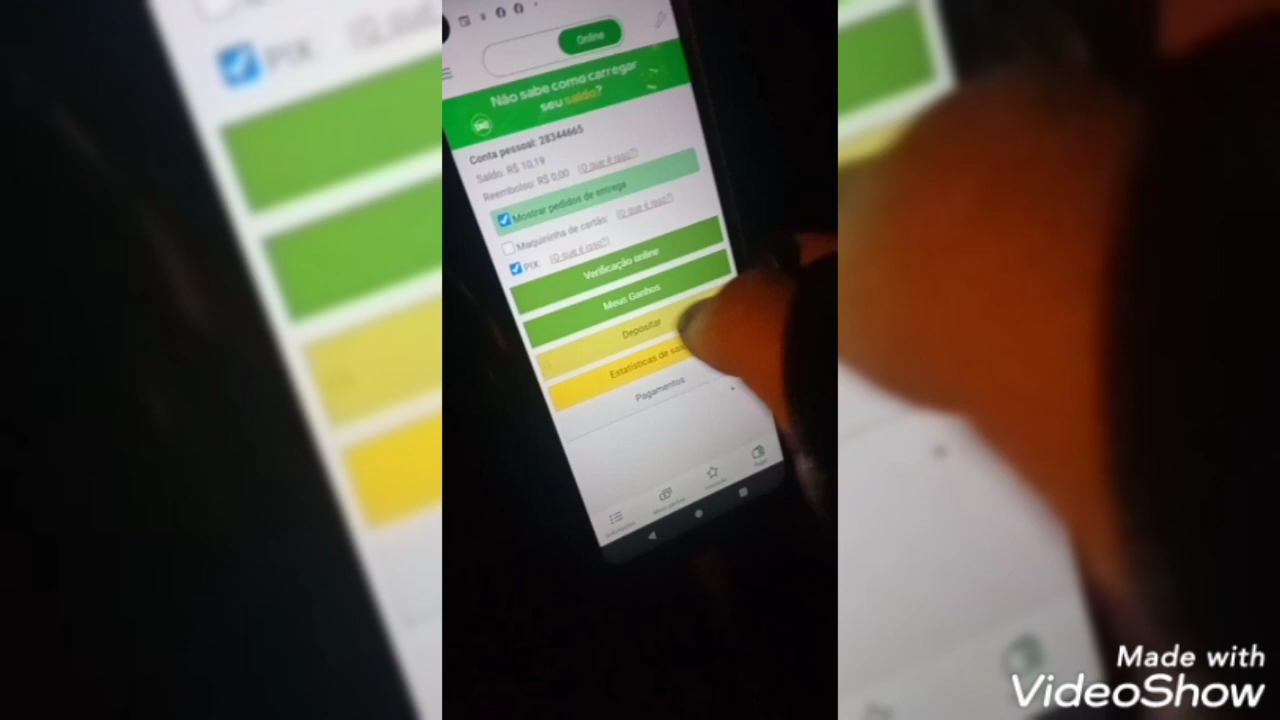 Online
Não sabe como carregar
seu saldo?
Conta pessoal: 28344665
Saldo: R$ 10,19
Reembolso: R$ 0,00 (O que é isso?)
Mostrar pedidos de entrega
Maquininha de cartão: (O que é isso?)
PIX (O que é isso?)
Verificação online
Meus Ganhos
Depositar
Estatísticas de
Pagamentos
PIX
Made with
VideoShow